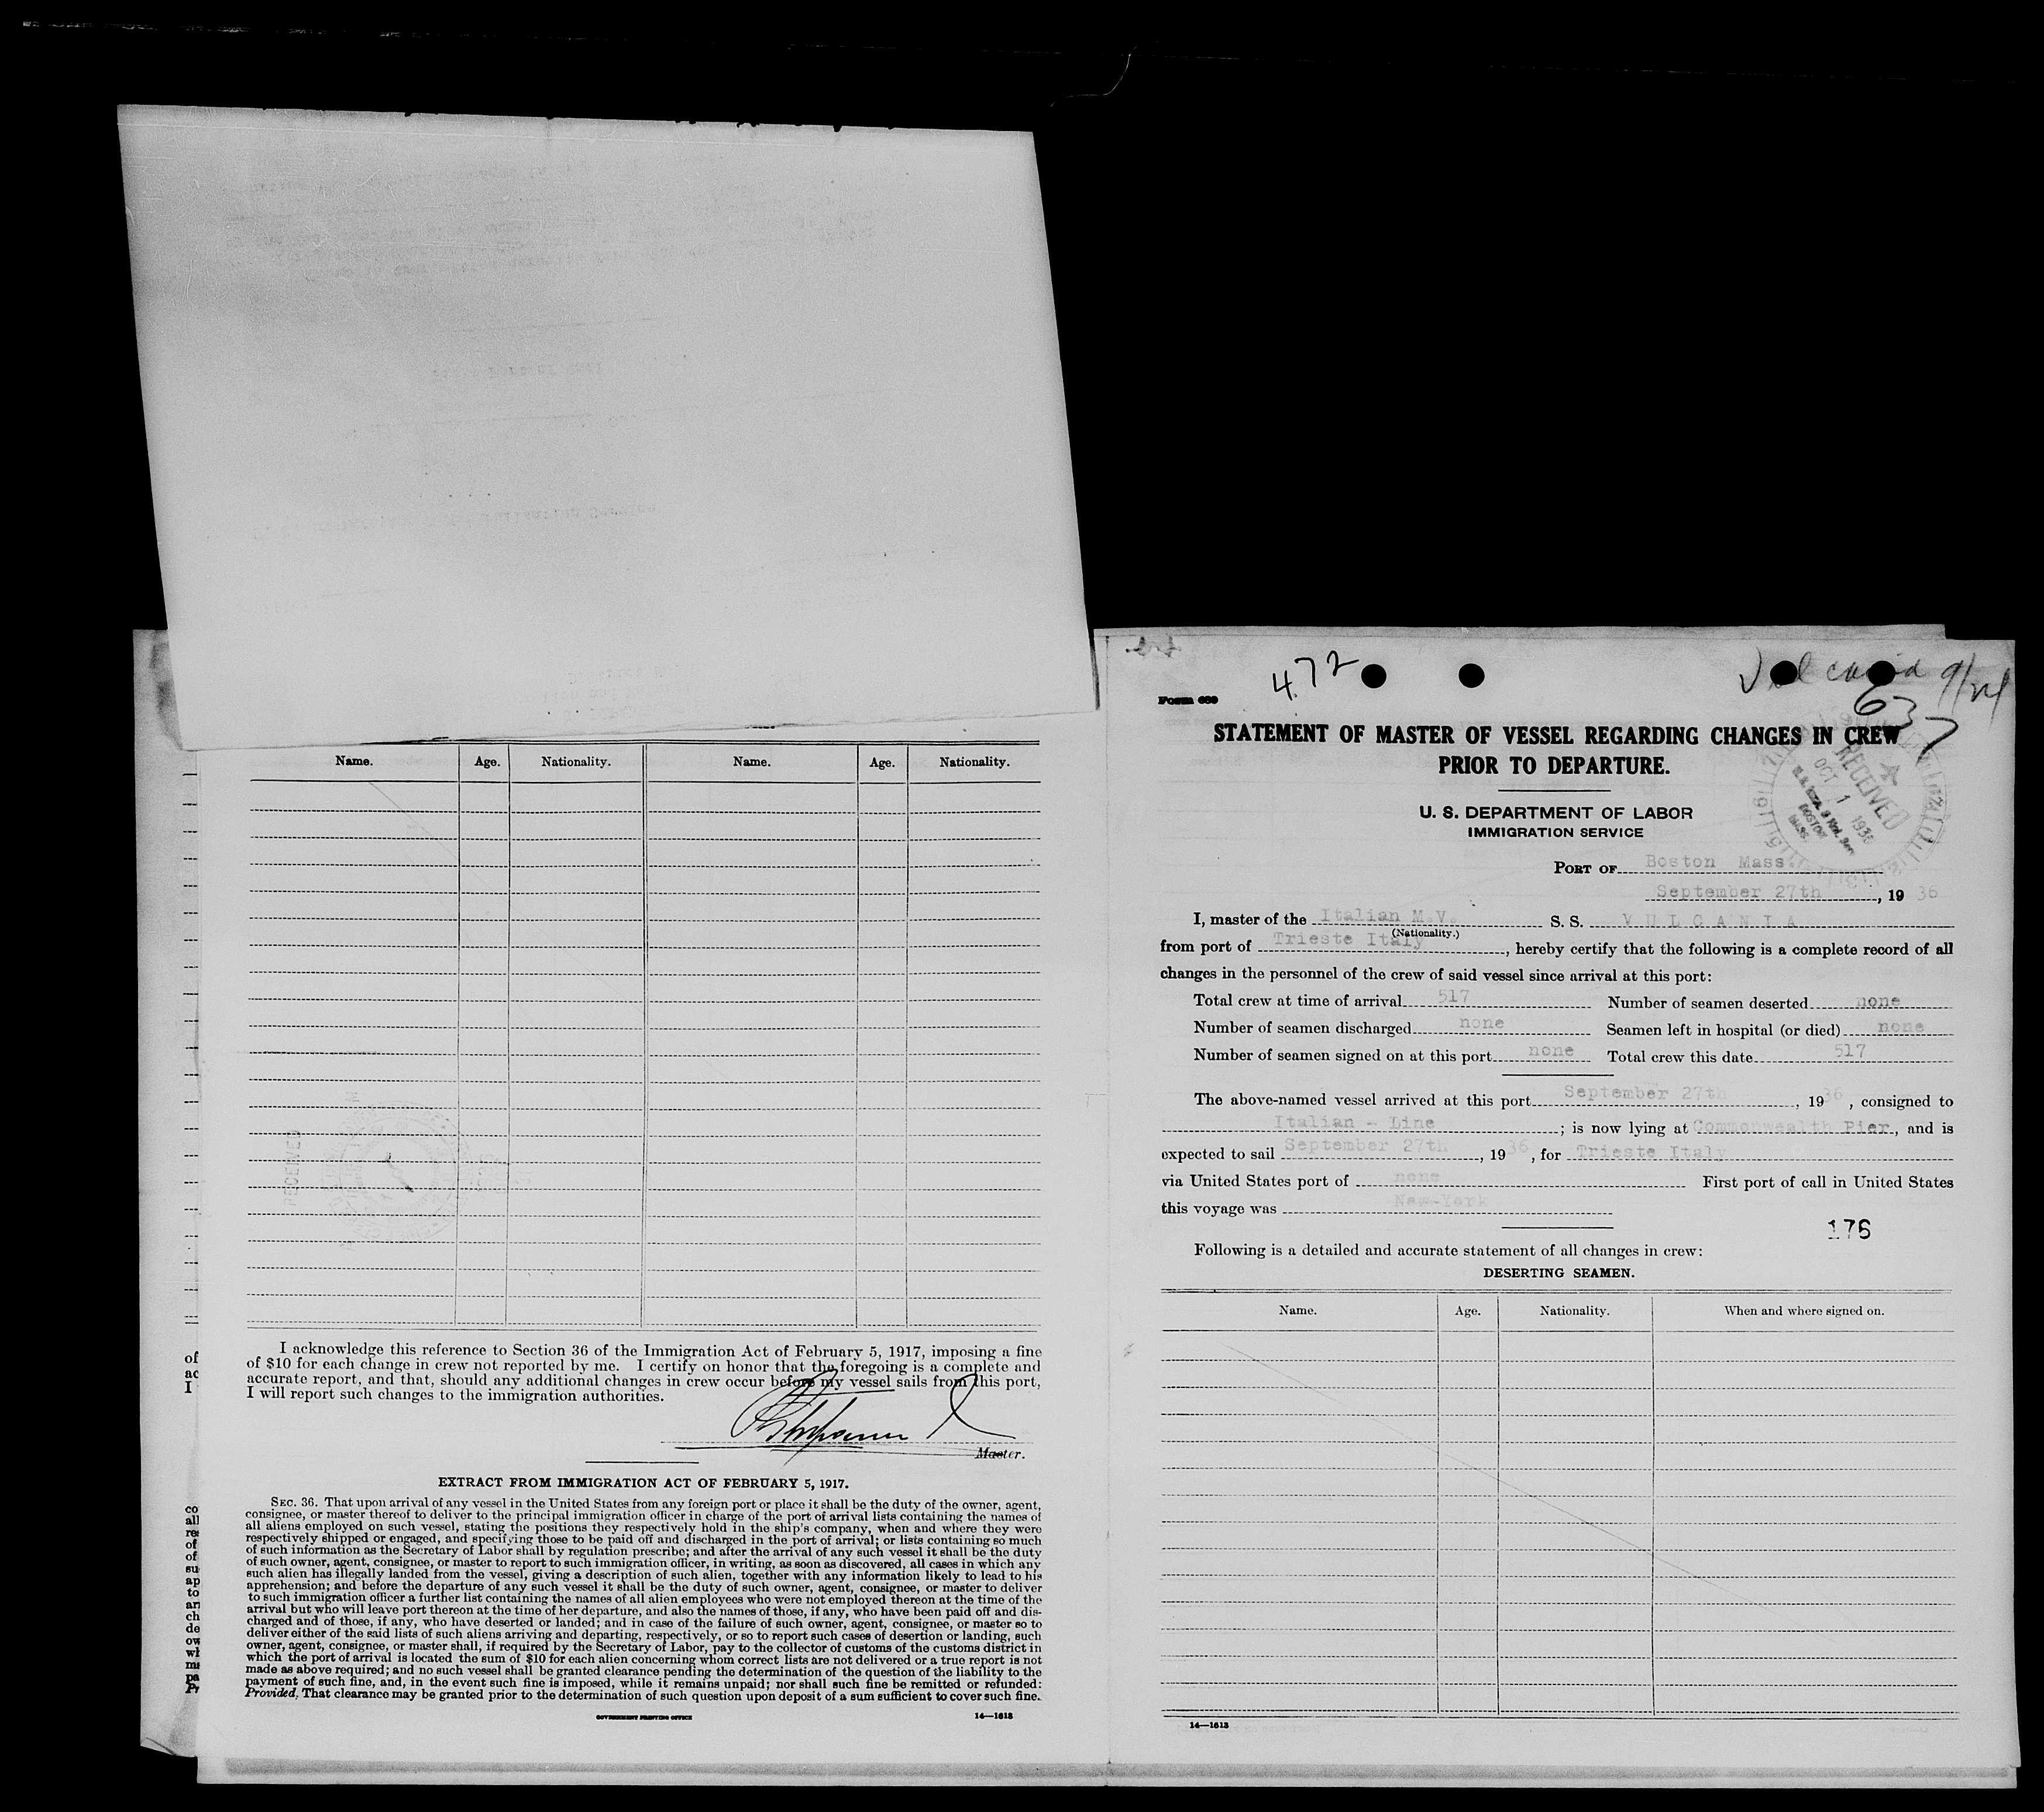 Name. Age. Nationality. Name. Age. Nationality.
I acknowledge this reference to Section 36 of the Immigration Act of February 5, 1917, imposing a fine
of $10 for each change in crew not reported by me. I certify on honor that the foregoing is a complete and
accurate report, and that, should any additional changes in crew occur before my vessel sails from this port,
I will report such changes to the immigration authorities.
Master.
EXTRACT FROM IMMIGRATION ACT OF FEBRUARY 5, 1917.
SEC. 36. That upon arrival of any vessel in the United States from any foreign port or place it shall be the duty of the owner, agent,
consignee, or master thereof to deliver to the principal immigration officer in charge of the port of arrival lists containing the names of
all aliens employed on such vessel, stating the positions they respectively hold in the ship's company, when and where they were
respectively shipped or engaged, and specifying those to be paid off and discharged in the port of arrival; or lists containing so much
of such information as the Secretary of Labor shall by regulation prescribe; and after the arrival of any such vessel it shall be the duty
of such owner, agent, consignee, or master to report to such immigration officer, in writing, as soon as discovered, all cases in which any
such alien has illegally landed from the vessel, giving a description of such alien, together with any information likely to lead to his
apprehension; and before the departure of any such vessel it shall be the duty of such owner, agent, consignee, or master to deliver
to such immigration officer a further list containing the names of all alien employees who were not employed thereon at the time of the
arrival but who will leave port thereon at the time of her departure, and also the names of those, if any, who have been paid off and dis-
charged and of those, if any, who have deserted or landed; and in case of the failure of such owner, agent, consignee, or master so to
deliver either of the said lists of such aliens arriving and departing, respectively, or so to report such cases of desertion or landing, such
owner, agent, consignee, or master shall, if required by the Secretary of Labor, pay to the collector of customs of the customs district in
which the port of arrival is located the sum of $10 for each alien concerning whom correct lists are not delivered or a true report is not
made as above required; and no such vessel shall be granted clearance pending the determination of the question of the liability to the
payment of such fine, and, in the event such fine is imposed, while it remains unpaid; nor shall such fine be remitted or refunded:
Provided, That clearance may be granted prior to the determination of such question upon deposit of a sum sufficient to cover such fine.
GOVERNMENT PRINTING OFFICE 14—1613
472 Vulcania 9/24
637
Form 689
STATEMENT OF MASTER OF VESSEL REGARDING CHANGES IN CREW
PRIOR TO DEPARTURE.
RECEIVED
OCT 1 1936
BOSTON
MASS.
U. S. DEPARTMENT OF LABOR
IMMIGRATION SERVICE
PORT OF Boston Mass.
September 27th, 19 36
I, master of the Italian M.V. S. S. VULCANIA
(Nationality.)
from port of Trieste Italy, hereby certify that the following is a complete record of all
changes in the personnel of the crew of said vessel since arrival at this port:
Total crew at time of arrival 517 Number of seamen deserted none
Number of seamen discharged none Seamen left in hospital (or died) none
Number of seamen signed on at this port none Total crew this date 517
The above-named vessel arrived at this port September 27th, 19 36, consigned to
Italian - Line; is now lying at Commonwealth Pier, and is
expected to sail September 27th, 19 36, for Trieste Italy
via United States port of none First port of call in United States
this voyage was New-York
176
Following is a detailed and accurate statement of all changes in crew:
DESERTING SEAMEN.
Name. Age. Nationality. When and where signed on.
14—1613